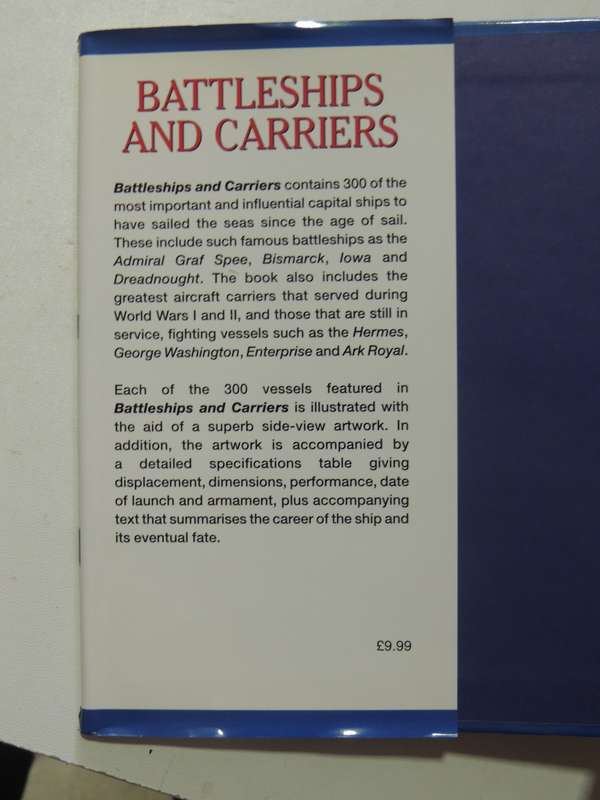 BATTLESHIPS
AND CARRIERS
Battleships and Carriers contains 300 of the
most important and influential capital ships to
have sailed the seas since the age of sail.
These include such famous battleships as the
Admiral Graf Spee, Bismarck, Iowa and
Dreadnought. The book also includes the
greatest aircraft carriers that served during
World Wars I and II, and those that are still in
service, fighting vessels such as the Hermes,
George Washington, Enterprise and Ark Royal.
Each of the 300 vessels featured in
Battleships and Carriers is illustrated with
the aid of a superb side-view artwork. In
addition, the artwork is accompanied by
a detailed specifications table giving
displacement, dimensions, performance, date
of launch and armament, plus accompanying
text that summarises the career of the ship and
its eventual fate.
£9.99